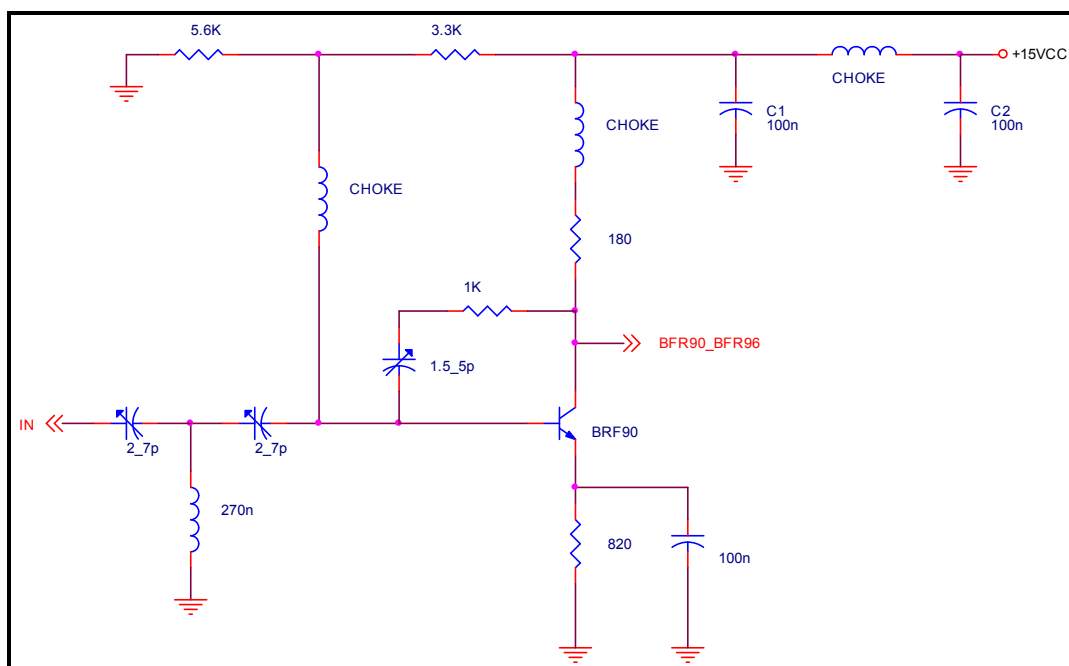 5.6K
3.3K
+15VCC
CHOKE
C1
100n
C2
100n
CHOKE
CHOKE
180
1K
BFR90_BFR96
1.5_5p
IN
2_7p
2_7p
BRF90
270n
820
100n